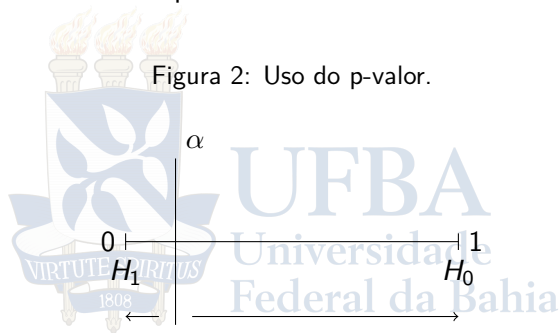 Figura 2: Uso do p-valor.
α
UFBA
0 1
Universidade
H₁ H₀
VIRTUTE SPIRITUS
Federal da Bahia
1808